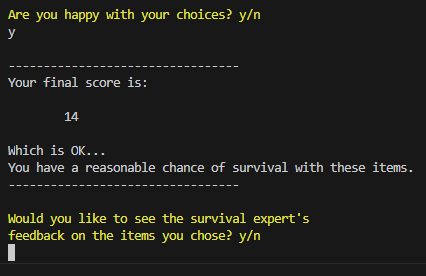 Are you happy with your choices? y/n
y
---------------------------------
Your final score is:
14
Which is OK...
You have a reasonable chance of survival with these items.
---------------------------------
Would you like to see the survival expert's
feedback on the items you chose? y/n